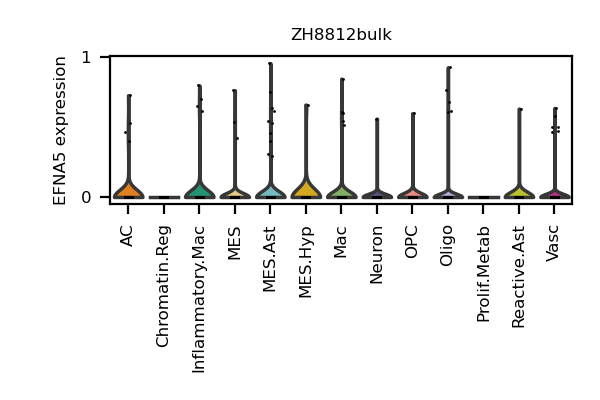 ZH8812bulk
EFNA5 expression
1
0
AC
Chromatin.Reg
Inflammatory.Mac
MES
MES.Ast
MES.Hyp
Mac
Neuron
OPC
Oligo
Prolif.Metab
Reactive.Ast
Vasc